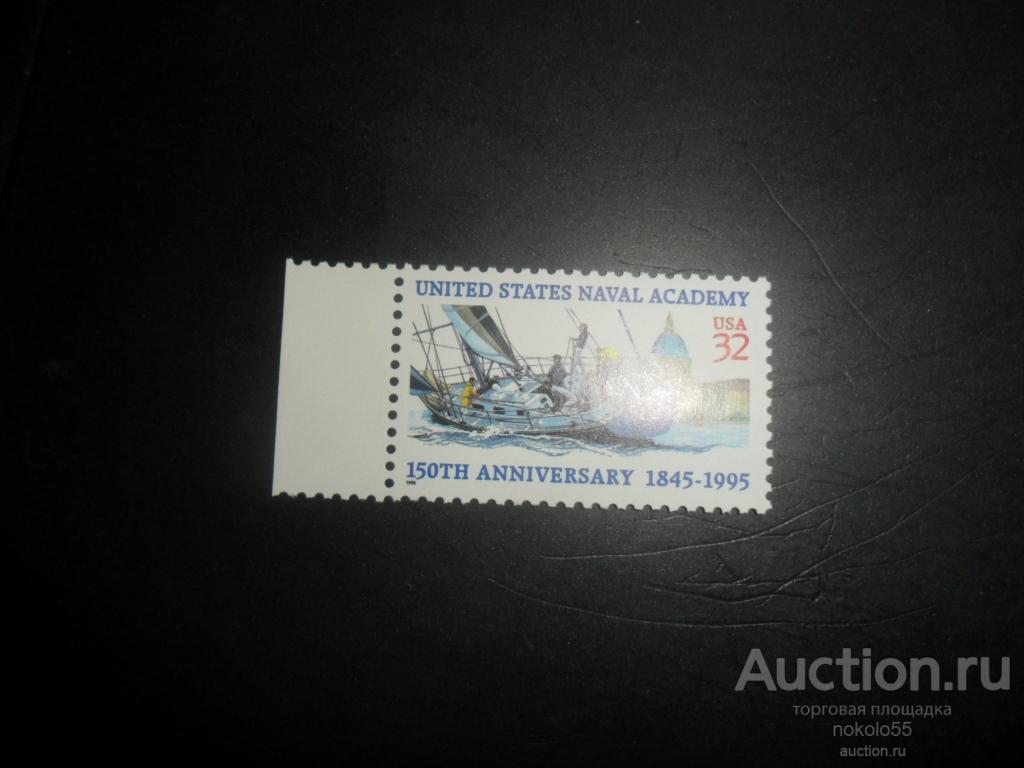 UNITED STATES NAVAL ACADEMY
USA
32
150TH ANNIVERSARY 1845-1995
Auction.ru
торговая площадка
nokolo55
auction.ru